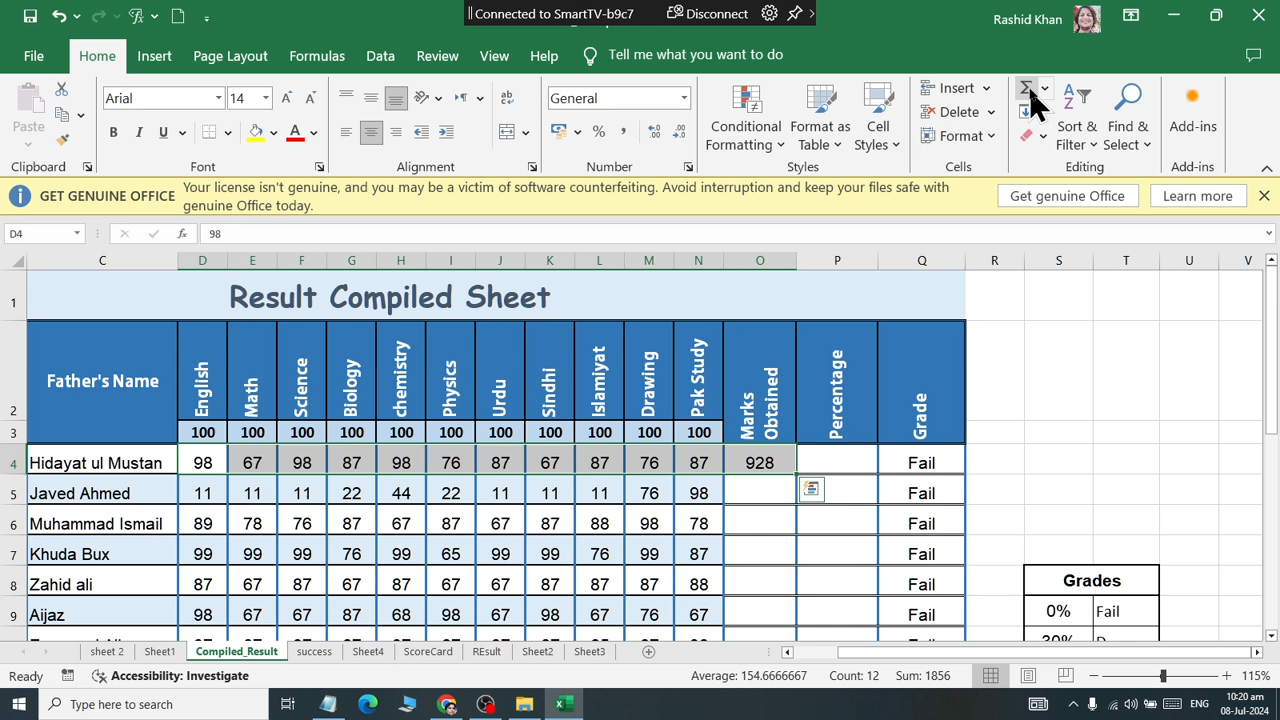 Connected to SmartTV-b9c7 Disconnect
Rashid Khan
File Home Insert Page Layout Formulas Data Review View Help Tell me what you want to do
Paste
Clipboard
Arial 14
B I U
Font
Alignment
General
Number
Conditional Formatting
Format as Table
Cell Styles
Styles
Insert
Delete
Format
Cells
Sort & Filter
Find & Select
Editing
Add-ins
Add-ins
GET GENUINE OFFICE Your license isn't genuine, and you may be a victim of software counterfeiting. Avoid interruption and keep your files safe with
genuine Office today.
Get genuine Office Learn more
D4 fx 98
C D E F G H I J K L M N O P Q R S T U V
1 Result Compiled Sheet
2 Father's Name English Math Science Biology chemistry Physics Urdu Sindhi Islamiyat Drawing Pak Study Marks Obtained Percentage Grade
3 100 100 100 100 100 100 100 100 100 100 100
4 Hidayat ul Mustan 98 67 98 87 98 76 87 67 87 76 87 928 Fail
5 Javed Ahmed 11 11 11 22 44 22 11 11 11 76 98 Fail
6 Muhammad Ismail 89 78 76 87 67 87 67 87 88 98 78 Fail
7 Khuda Bux 99 99 99 76 99 65 99 99 76 99 87 Fail
8 Zahid ali 87 67 87 87 67 87 67 87 87 87 88 Fail
Grades
9 Aijaz 98 67 67 87 68 98 67 98 67 76 67 Fail
0% Fail
30%
sheet 2 Sheet1 Compiled_Result success Sheet4 ScoreCard REsult Sheet2 Sheet3
Ready Accessibility: Investigate Average: 154.6666667 Count: 12 Sum: 1856 115%
Type here to search ENG 10:20 am
08-Jul-2024